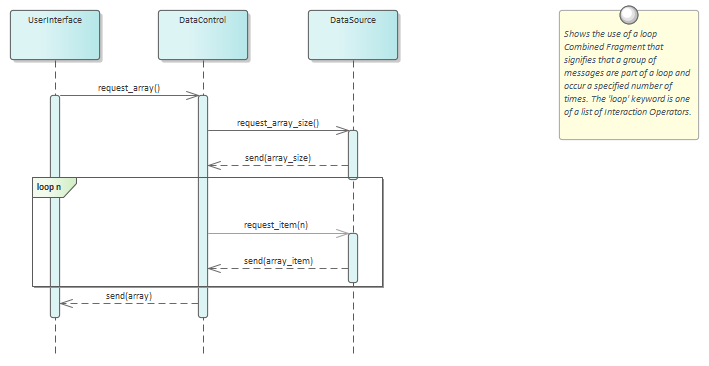 UserInterface
DataControl
DataSource
request_array()
request_array_size()
send(array_size)
loop n
request_item(n)
send(array_item)
send(array)
Shows the use of a loop
Combined Fragment that
signifies that a group of
messages are part of a loop and
occur a specified number of
times. The 'loop' keyword is one
of a list of Interaction Operators.